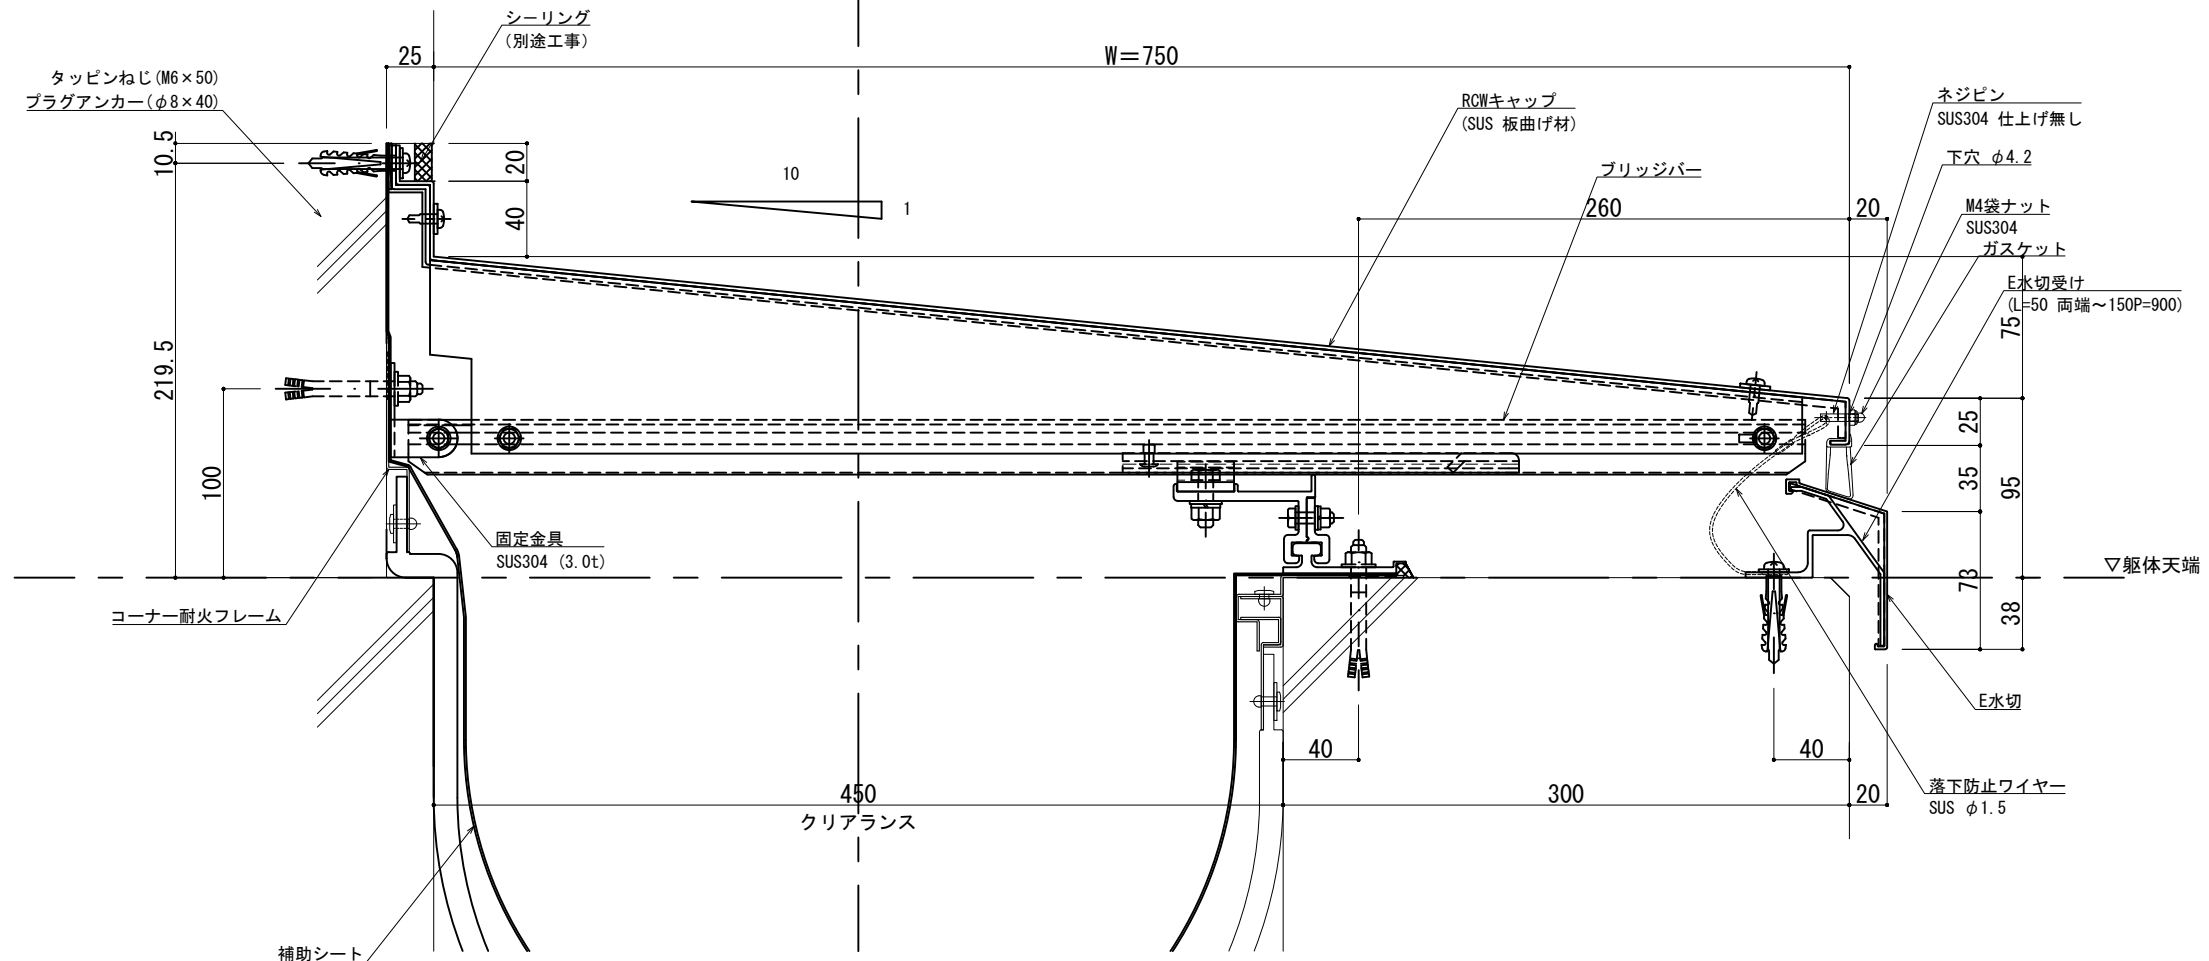 シーリング
(別途工事)
25
W＝750
タッピンねじ(M6×50)
プラグアンカー(φ8×40)
RCWキャップ
(SUS 板曲げ材)
ネジピン
SUS304 仕上げ無し
10.5
20
10
1
ブリッジバー
下穴 φ4.2
40
260
20
M4袋ナット
SUS304
ガスケット
E水切受け
(L=50 両端～150P=900)
75
219.5
100
25
35
95
固定金具
SUS304 (3.0t)
▽躯体天端
73
38
コーナー耐火フレーム
E水切
40
40
450
クリアランス
300
20
落下防止ワイヤー
SUS φ1.5
補助シート